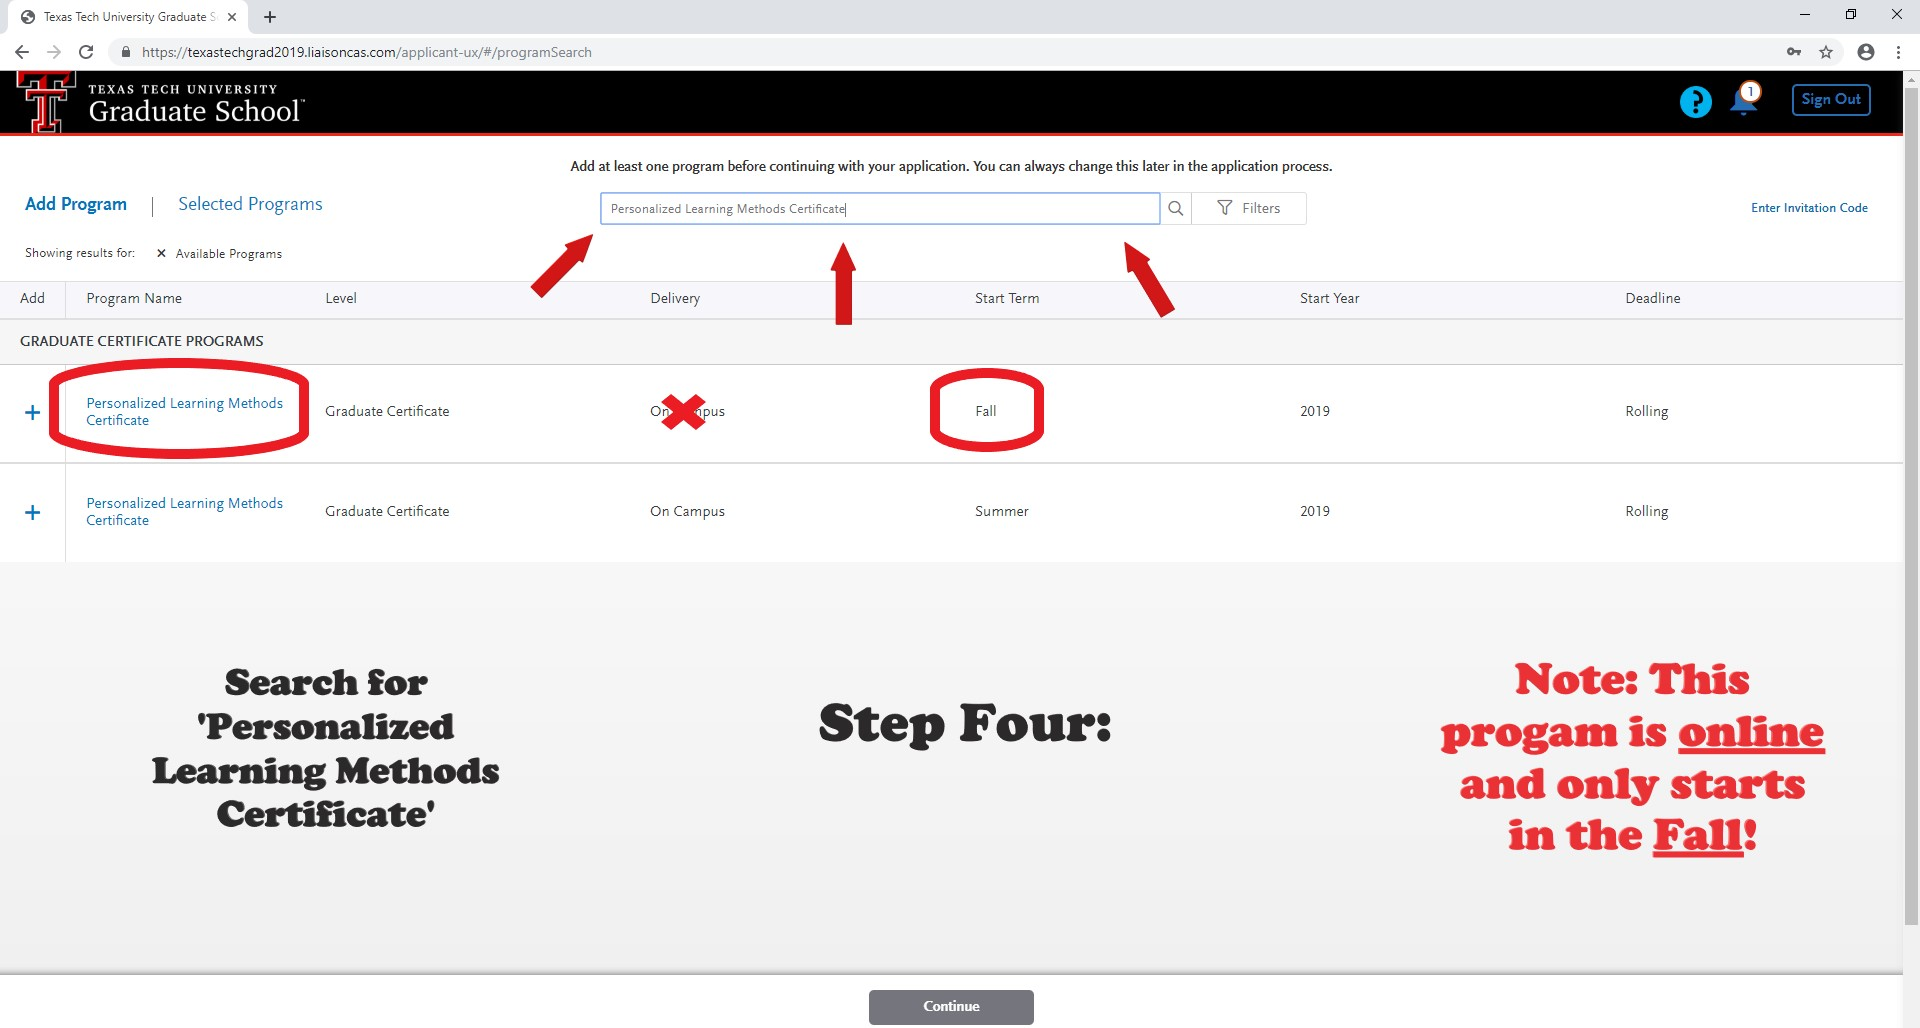 Texas Tech University Graduate S
https://texastechgrad2019.liaisoncas.com/applicant-ux/#/programSearch
TEXAS TECH UNIVERSITY
Graduate School™
?
1
Sign Out
Add at least one program before continuing with your application. You can always change this later in the application process.
Add Program | Selected Programs
Personalized Learning Methods Certificate
Filters
Enter Invitation Code
Showing results for: × Available Programs
Add Program Name Level Delivery Start Term Start Year Deadline
GRADUATE CERTIFICATE PROGRAMS
+ Personalized Learning Methods
Certificate
Graduate Certificate On pus Fall 2019 Rolling
+ Personalized Learning Methods
Certificate
Graduate Certificate On Campus Summer 2019 Rolling
Search for
'Personalized
Learning Methods
Certificate'
Step Four:
Note: This
progam is online
and only starts
in the Fall!
Continue